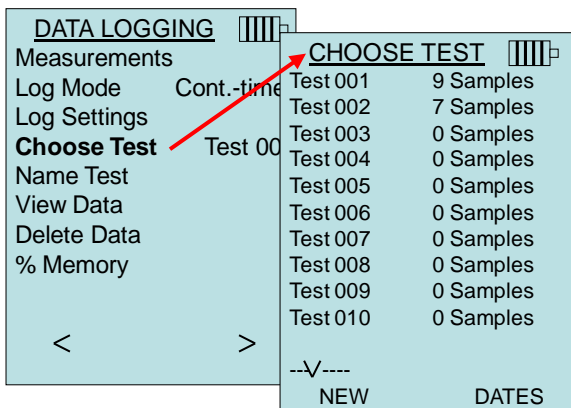 DATA LOGGING
Measurements
Log Mode Cont.-time
Log Settings
Choose Test Test 00
Name Test
View Data
Delete Data
% Memory
< >
CHOOSE TEST
Test 001 9 Samples
Test 002 7 Samples
Test 003 0 Samples
Test 004 0 Samples
Test 005 0 Samples
Test 006 0 Samples
Test 007 0 Samples
Test 008 0 Samples
Test 009 0 Samples
Test 010 0 Samples
--\/----
NEW DATES